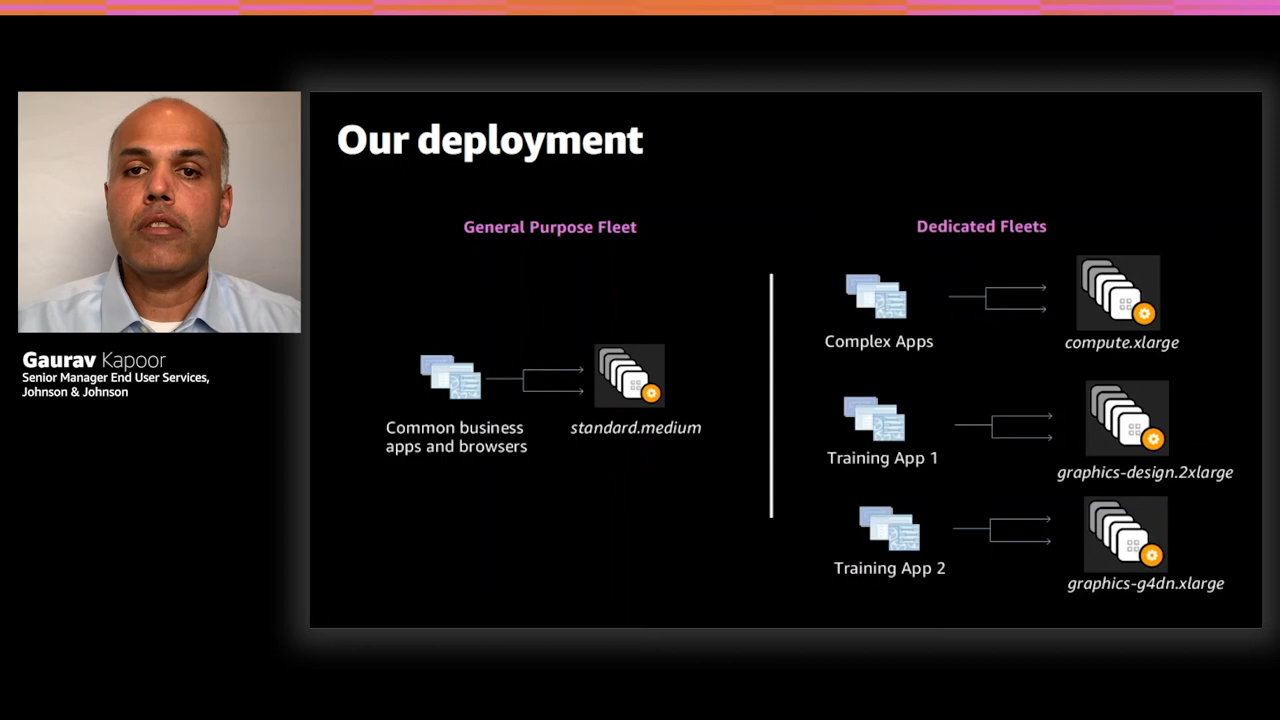 Our deployment
General Purpose Fleet
Common business
apps and browsers
standard.medium
Dedicated Fleets
Complex Apps
compute.xlarge
Training App 1
graphics-design.2xlarge
Training App 2
graphics-g4dn.xlarge
Gaurav Kapoor
Senior Manager End User Services,
Johnson & Johnson